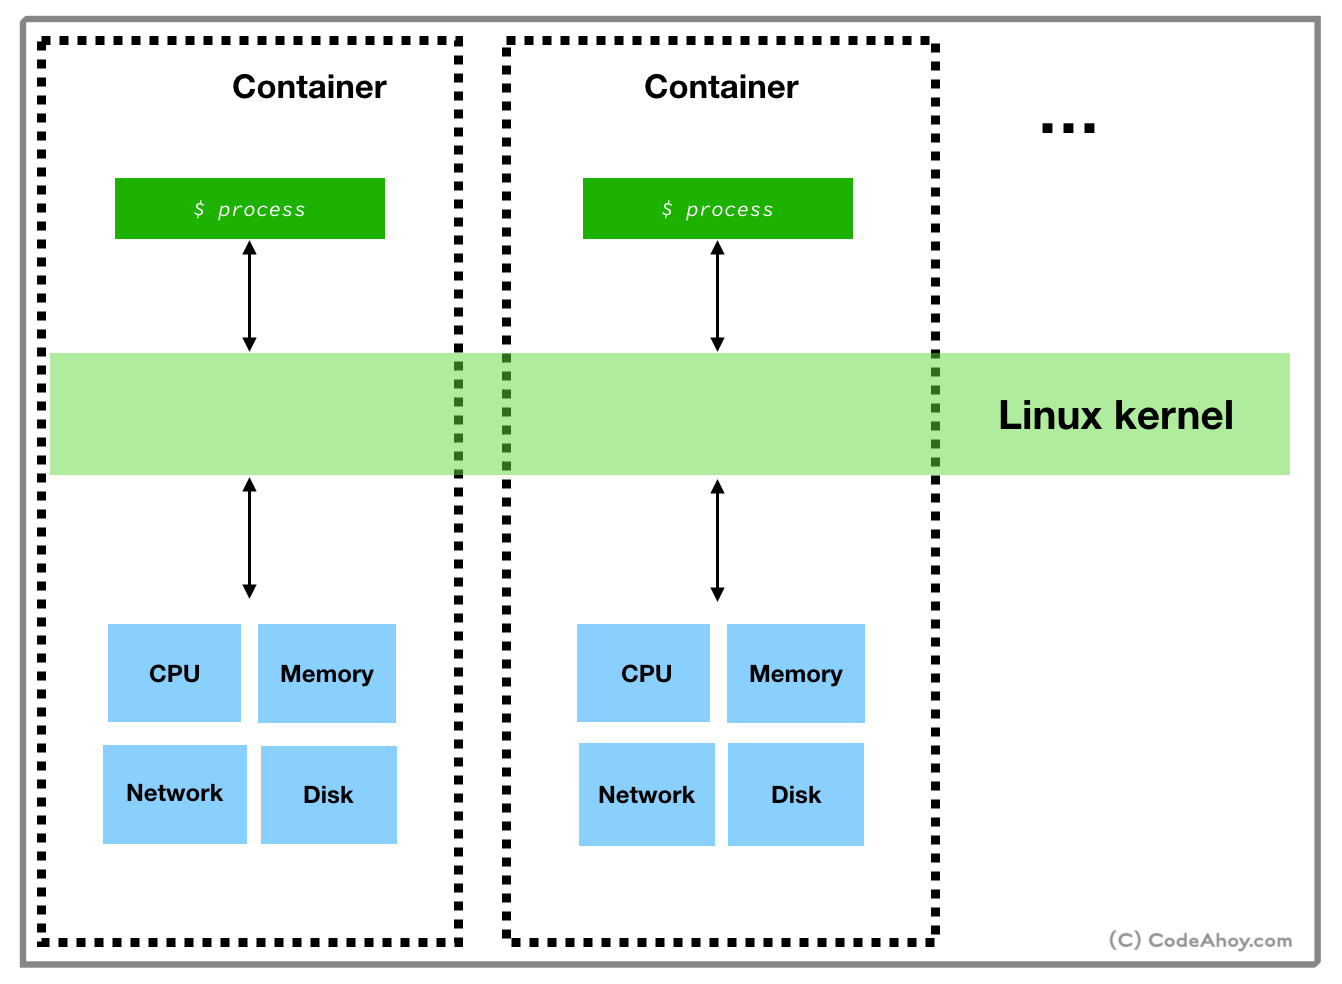 Container
Container
...
$ process
$ process
Linux kernel
CPU
Memory
CPU
Memory
Network
Disk
Network
Disk
(C) CodeAhoy.com